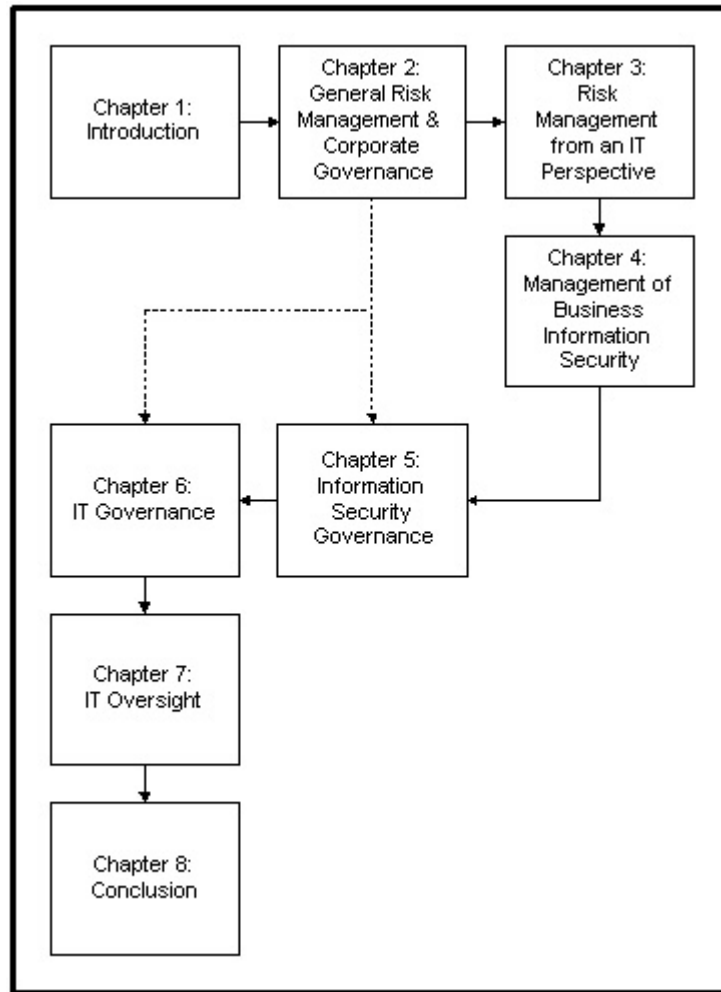 Chapter 1:
Introduction
Chapter 2:
General Risk
Management &
Corporate
Governance
Chapter 3:
Risk
Management
from an IT
Perspective
Chapter 4:
Management of
Business
Information
Security
Chapter 5:
Information
Security
Governance
Chapter 6:
IT Governance
Chapter 7:
IT Oversight
Chapter 8:
Conclusion